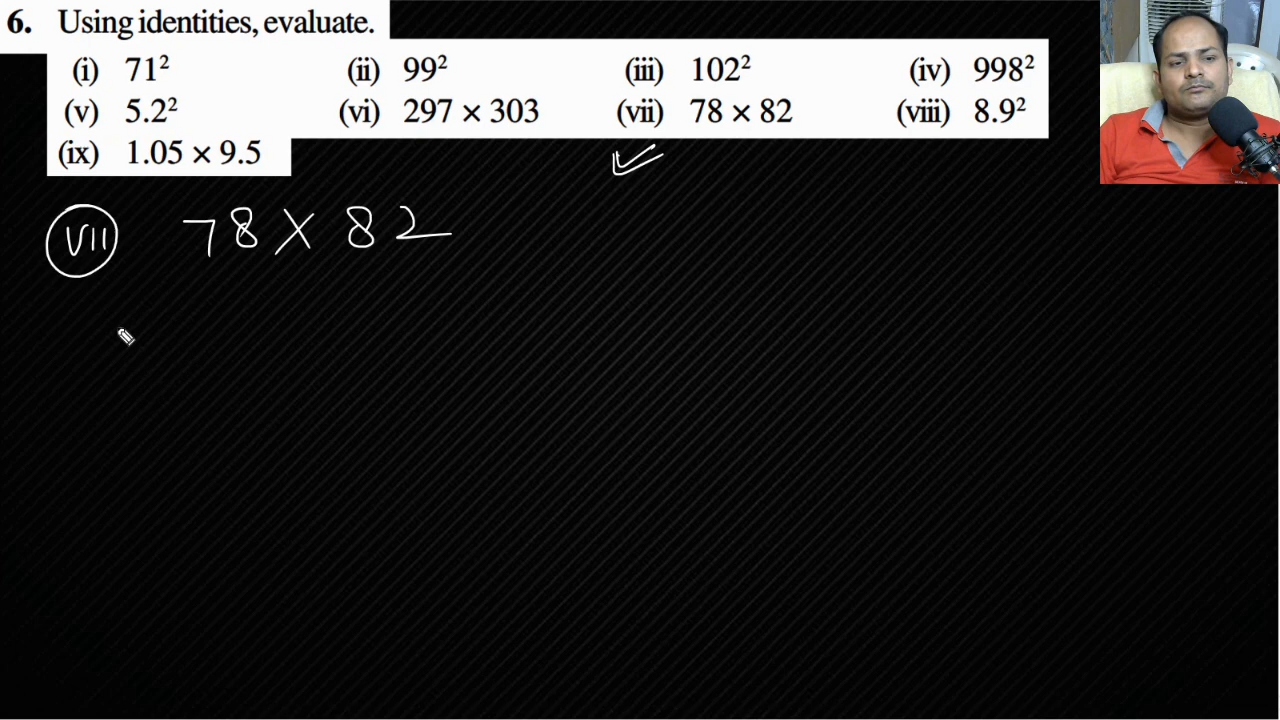 6. Using identities, evaluate.
(i) 71² (ii) 99² (iii) 102² (iv) 998²
(v) 5.2² (vi) 297 × 303 (vii) 78 × 82 (viii) 8.9²
(ix) 1.05 × 9.5
VII 78 × 82